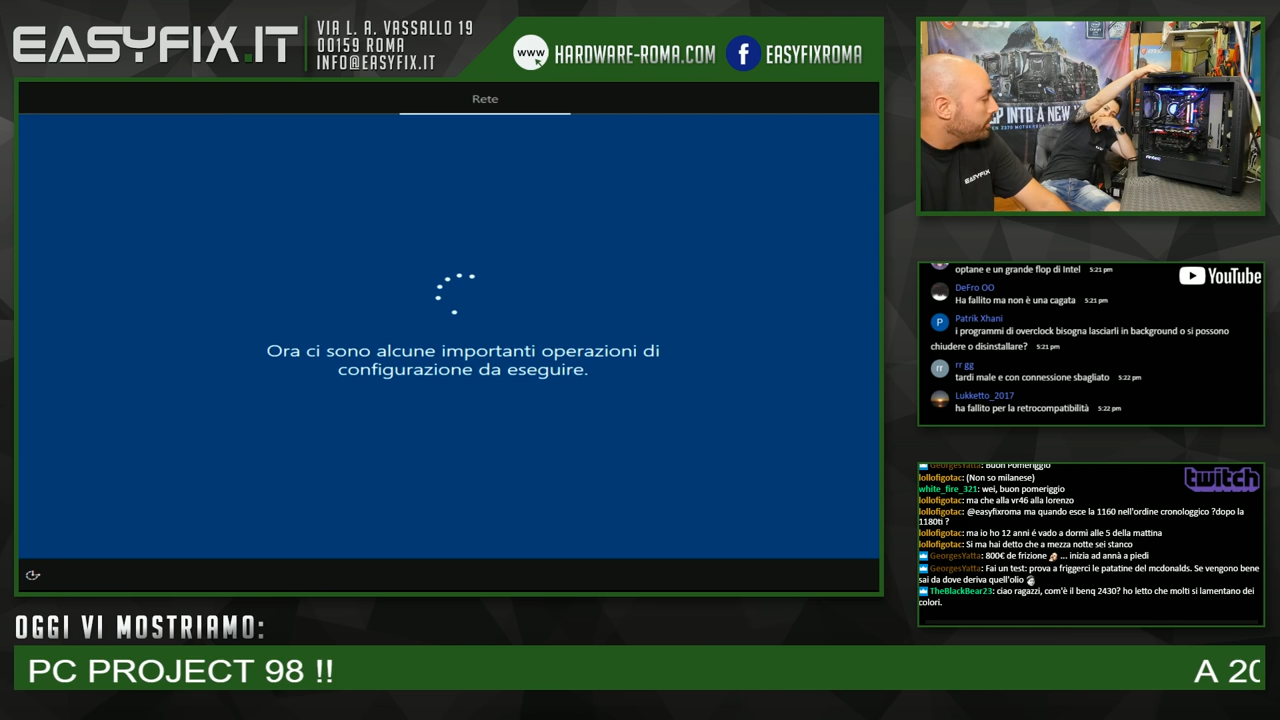 EASYFIX.IT
VIA L. A. VASSALLO 19
00159 ROMA
INFO@EASYFIX.IT
WWW
HARDWARE-ROMA.COM
f
EASYFIXROMA
Rete
Ora ci sono alcune importanti operazioni di
configurazione da eseguire.
EASYFIX
antec
YouTube
optane e un grande flop di Intel 5:21 pm
DeFro OO
Ha fallito ma non è una cagata 5:21 pm
P
Patrik Xhani
i programmi di overclock bisogna lasciarli in background o si possono
chiudere o disinstallare? 5:21 pm
rr
rr gg
tardi male e con connessione sbagliato 5:22 pm
Lukketto_2017
ha fallito per la retrocompatibilità 5:22 pm
twitch
GeorgesYatta: Buon Pomeriggio
lollofigotac: (Non so milanese)
white_fire_321: wei, buon pomeriggio
lollofigotac: ma che alla vr46 alla lorenzo
lollofigotac: @easyfixroma ma quando esce la 1160 nell'ordine cronologgico ?dopo la
1180ti ?
lollofigotac: ma io ho 12 anni é vado a dormì alle 5 della mattina
lollofigotac: Si ma hai detto che a mezza notte sei stanco
GeorgesYatta: 800€ de frizione ... inizia ad annà a piedi
GeorgesYatta: Fai un test: prova a friggerci le patatine del mcdonalds. Se vengono bene
sai da dove deriva quell'olio
TheBlackBear23: ciao ragazzi, com'è il benq 2430? ho letto che molti si lamentano dei
colori.
OGGI VI MOSTRIAMO:
PC PROJECT 98 !!
A 20